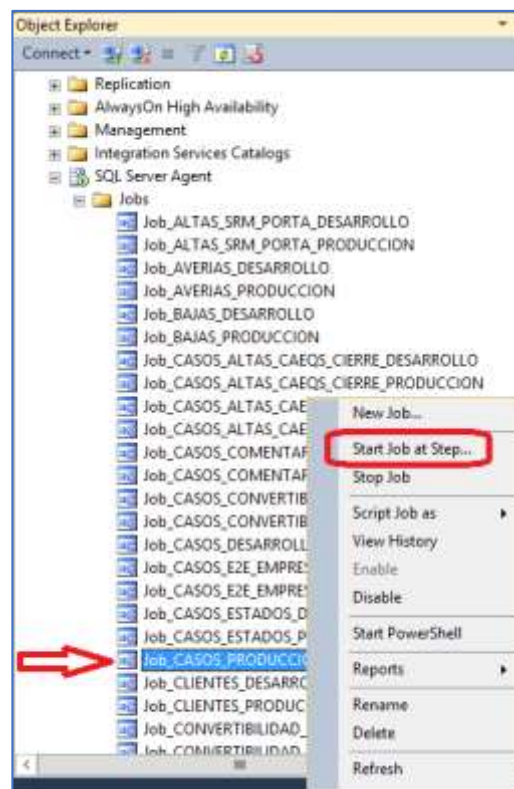 Object Explorer
Connect
Replication
AlwaysOn High Availability
Management
Integration Services Catalogs
SQL Server Agent
Jobs
Job_ALTAS_SRM_PORTA_DESARROLLO
Job_ALTAS_SRM_PORTA_PRODUCCION
Job_AVERIAS_DESARROLLO
Job_AVERIAS_PRODUCCION
Job_BAJAS_DESARROLLO
Job_BAJAS_PRODUCCION
Job_CASOS_ALTAS_CAEQS_CIERRE_DESARROLLO
Job_CASOS_ALTAS_CAEQS_CIERRE_PRODUCCION
Job_CASOS_ALTAS_CAE
Job_CASOS_ALTAS_CAE
Job_CASOS_COMENTAR
Job_CASOS_COMENTAR
Job_CASOS_CONVERTIB
Job_CASOS_CONVERTIB
Job_CASOS_DESARROLL
Job_CASOS_E2E_EMPRES
Job_CASOS_E2E_EMPRES
Job_CASOS_ESTADOS_D
Job_CASOS_ESTADOS_P
Job_CASOS_PRODUCCIO
Job_CLIENTES_DESARRO
Job_CLIENTES_PRODUC
Job_CONVERTIBILIDAD_
Job_CONVERTIBILIDAD_
New Job...
Start Job at Step...
Stop Job
Script Job as
View History
Enable
Disable
Start PowerShell
Reports
Rename
Delete
Refresh